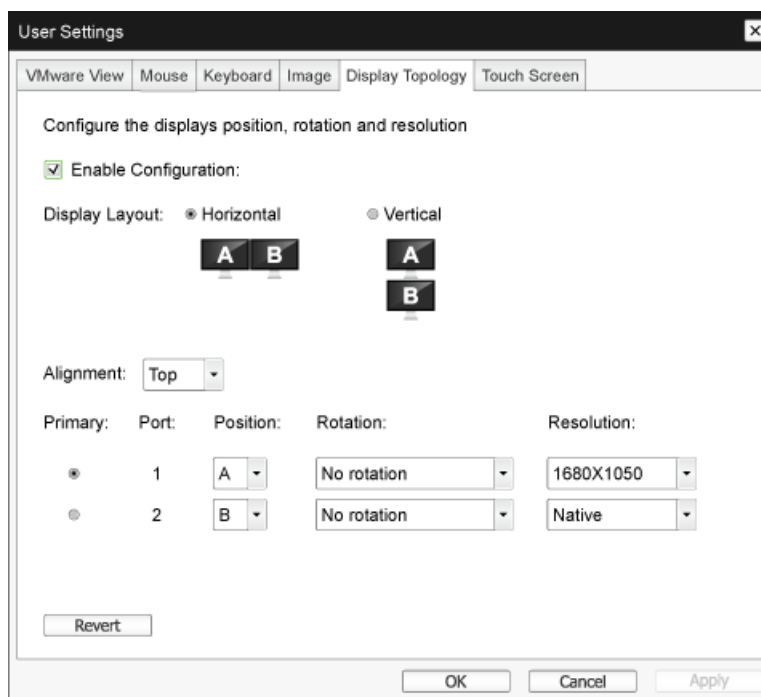 User Settings
VMware View Mouse Keyboard Image Display Topology Touch Screen
Configure the displays position, rotation and resolution
Enable Configuration:
Display Layout: Horizontal Vertical
A B A
B
Alignment: Top
Primary: Port: Position: Rotation: Resolution:
1 A No rotation 1680X1050
2 B No rotation Native
Revert
OK Cancel Apply